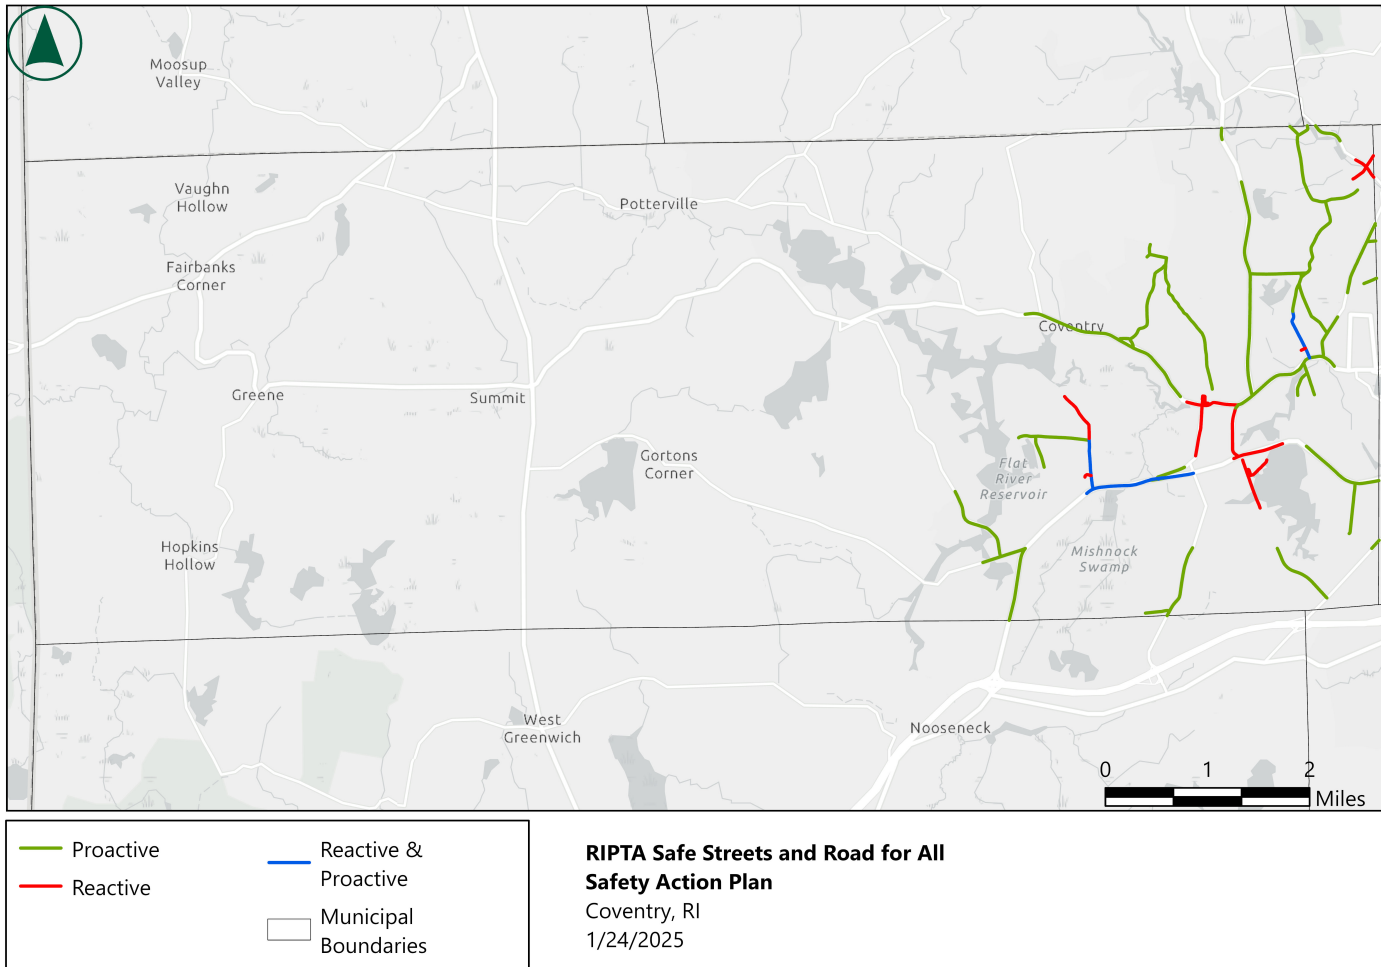 Moosup
Valley
Vaughn
Hollow
Potterville
Fairbanks
Corner
Coventry
Greene
Summit
Gortons
Corner
Flat
River
Reservoir
Hopkins
Hollow
Mishnock
Swamp
West
Greenwich
Nooseneck
0 1 2
Miles
Proactive
Reactive
Reactive &
Proactive
Municipal
Boundaries
RIPTA Safe Streets and Road for All
Safety Action Plan
Coventry, RI
1/24/2025